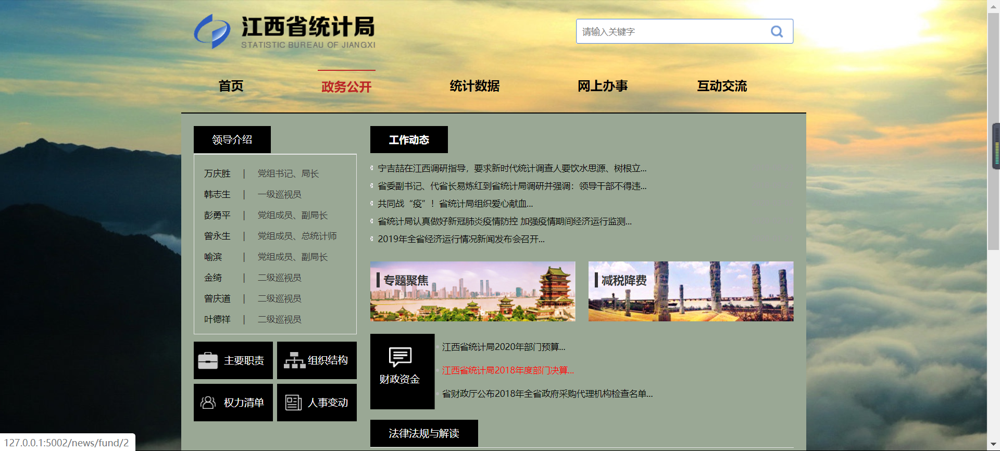 江西省统计局
STATISTIC BUREAU OF JIANGXI
请输入关键字
首页
政务公开
统计数据
网上办事
互动交流
领导介绍
万庆胜 | 党组书记、局长
韩志生 | 一级巡视员
彭勇平 | 党组成员、副局长
曾永生 | 党组成员、总统计师
喻滨 | 党组成员、副局长
金绮 | 二级巡视员
曾庆道 | 二级巡视员
叶德祥 | 二级巡视员
主要职责
组织结构
权力清单
人事变动
工作动态
宁吉喆在江西调研指导，要求新时代统计调查人要饮水思源、树根立...
省委副书记、代省长易炼红到省统计局调研并强调：领导干部不得违...
共同战“疫”！省统计局组织爱心献血...
省统计局认真做好新冠肺炎疫情防控 加强疫情期间经济运行监测...
2019年全省经济运行情况新闻发布会召开...
专题聚焦
减税降费
财政资金
江西省统计局2020年部门预算...
江西省统计局2018年度部门决算...
省财政厅公布2018年全省政府采购代理机构检查名单...
法律法规与解读
127.0.0.1:5002/news/fund/2